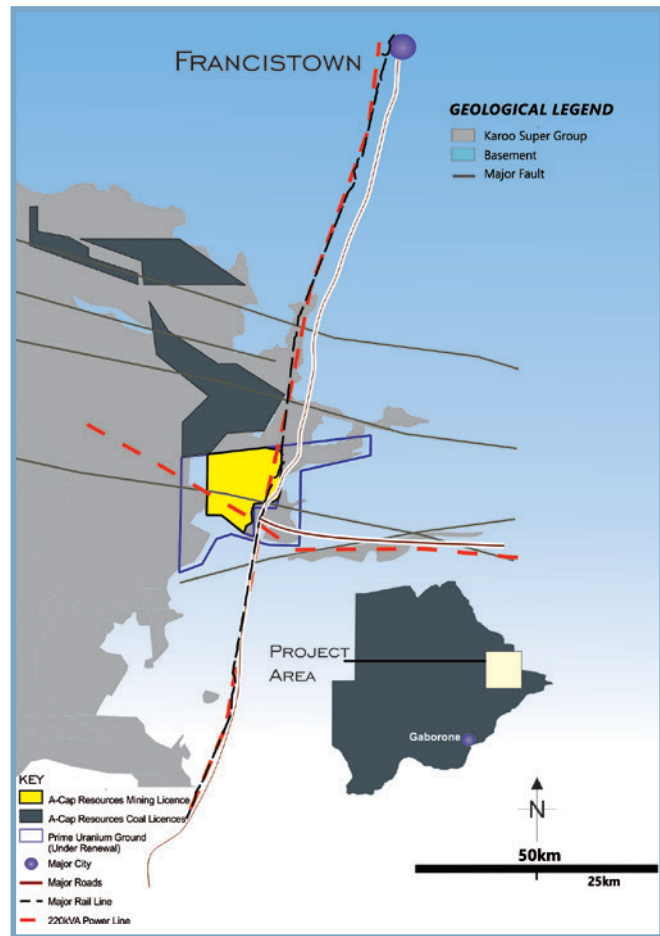 FRANCISTOWN
GEOLOGICAL LEGEND
Karoo Super Group
Basement
Major Fault
PROJECT
AREA
Gaborone
KEY
A-Cap Resources Mining Licence
A-Cap Resources Coal Licences
Prime Uranium Ground
(Under Renewal)
Major City
Major Roads
Major Rail Line
220kVA Power Line
N
50km
25km